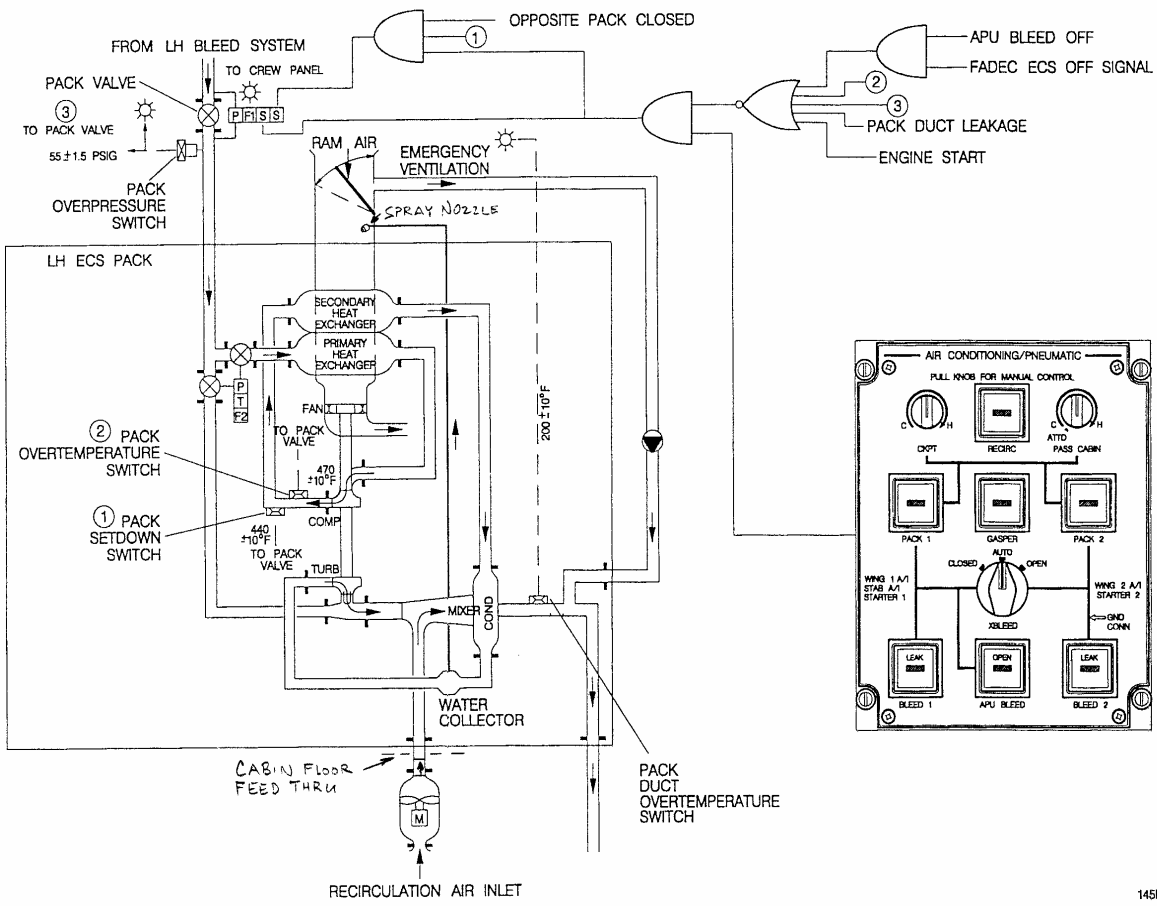 OPPOSITE PACK CLOSED
1
APU BLEED OFF
FADEC ECS OFF SIGNAL
2
3
PACK DUCT LEAKAGE
ENGINE START
FROM LH BLEED SYSTEM
TO CREW PANEL
PACK VALVE
3
TO PACK VALVE
P F1 S S
55±1.5 PSIG
PACK
OVERPRESSURE
SWITCH
RAM AIR
EMERGENCY
VENTILATION
SPRAY NOZZLE
LH ECS PACK
SECONDARY
HEAT
EXCHANGER
PRIMARY
HEAT
EXCHANGER
P
T
F2
FAN
TO PACK
VALVE
200±10°F
2 PACK
OVERTEMPERATURE
SWITCH
470
±10°F
1 PACK
SETDOWN
SWITCH
440
±10°F
TO PACK
VALVE
COMP
TURB
MIXER
COND
WATER
COLLECTOR
CABIN FLOOR
FEED THRU
M
RECIRCULATION AIR INLET
PACK
DUCT
OVERTEMPERATURE
SWITCH
AIR CONDITIONING/PNEUMATIC
PULL KNOB FOR MANUAL CONTROL
C H
C H
ATTD
CKPT
RECIRC
PASS CABIN
PACK 1
GASPER
PACK 2
AUTO
CLOSED
OPEN
WING 1 A/I
STAB A/I
STARTER 1
WING 2 A/I
STARTER 2
XBLEED
GND
CONN
LEAK
OPEN
LEAK
BLEED 1
APU BLEED
BLEED 2